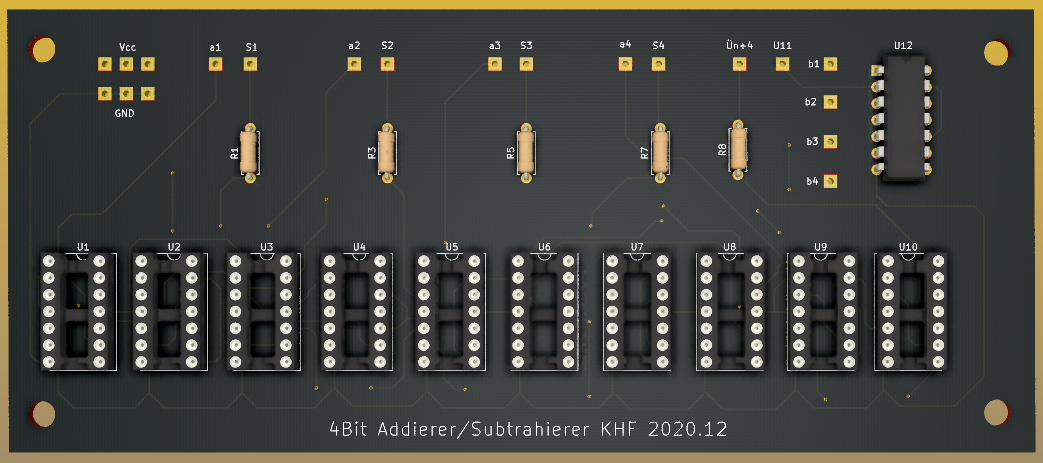 Vcc a1 S1 a2 S2 a3 S3 a4 S4 Ün+4 U11 U12
b1
GND b2
R1 R3 R5 R7 R8 b3
b4
U1 U2 U3 U4 U5 U6 U7 U8 U9 U10
4Bit Addierer/Subtrahierer KHF 2020.12